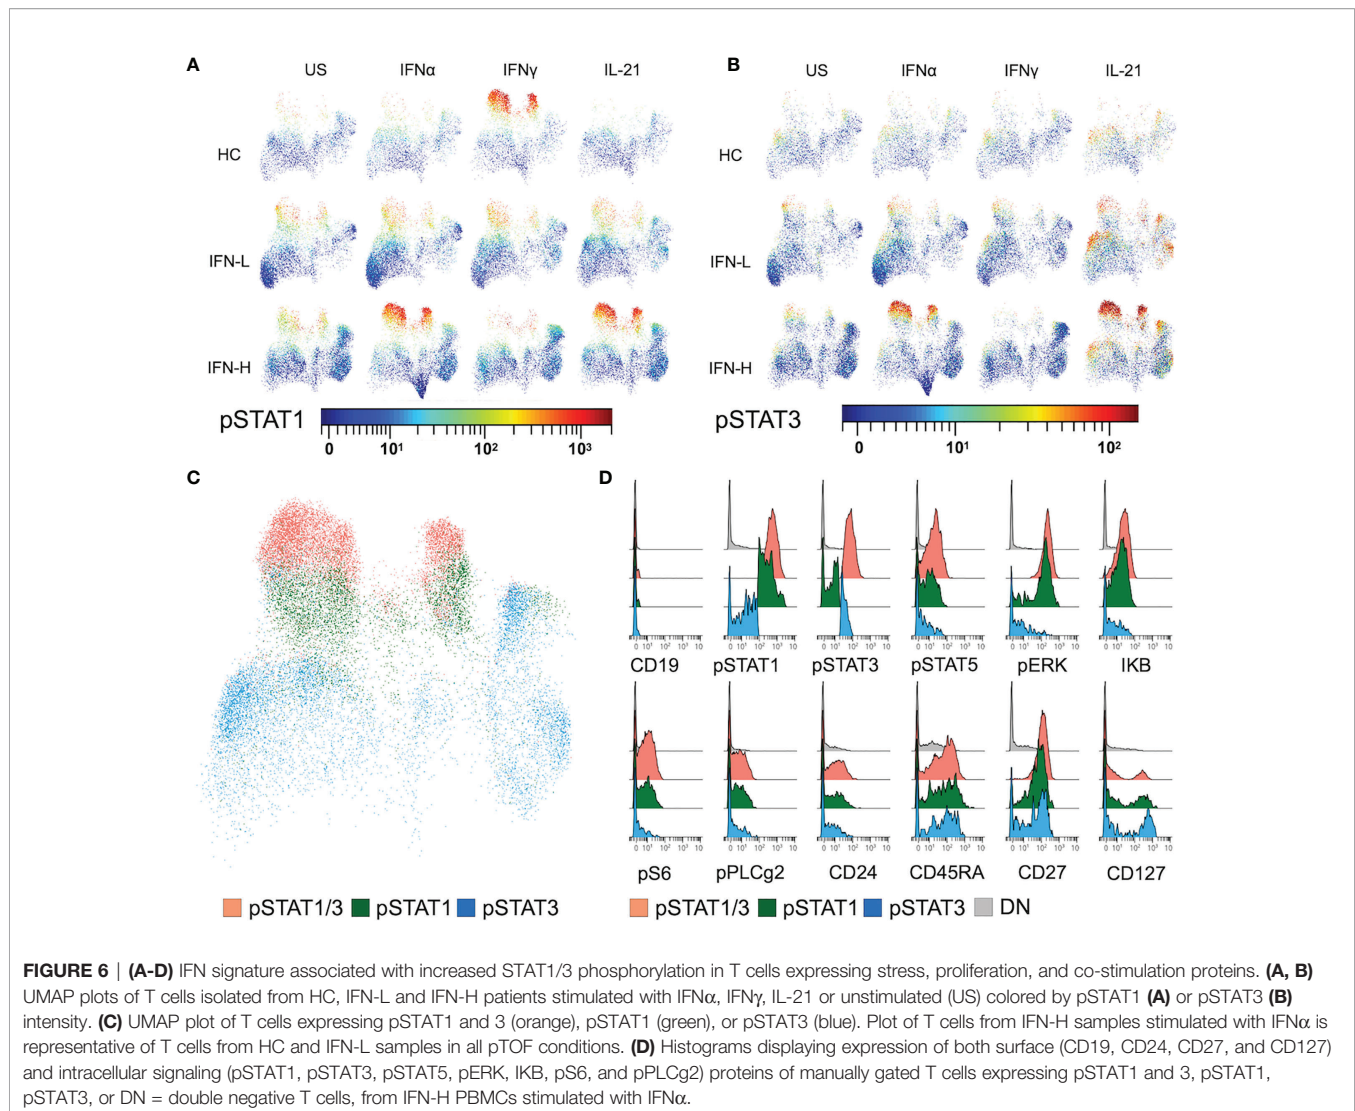 A
US IFNα IFNγ IL-21
HC
IFN-L
IFN-H
pSTAT1
0 10¹ 10² 10³
B
US IFNα IFNγ IL-21
HC
IFN-L
IFN-H
pSTAT3
0 10¹ 10²
C
pSTAT1/3 pSTAT1 pSTAT3
D
CD19 pSTAT1 pSTAT3 pSTAT5 pERK IKB
pS6 pPLCg2 CD24 CD45RA CD27 CD127
pSTAT1/3 pSTAT1 pSTAT3 DN
FIGURE 6 | (A-D) IFN signature associated with increased STAT1/3 phosphorylation in T cells expressing stress, proliferation, and co-stimulation proteins. (A, B)
UMAP plots of T cells isolated from HC, IFN-L and IFN-H patients stimulated with IFNα, IFNγ, IL-21 or unstimulated (US) colored by pSTAT1 (A) or pSTAT3 (B)
intensity. (C) UMAP plot of T cells expressing pSTAT1 and 3 (orange), pSTAT1 (green), or pSTAT3 (blue). Plot of T cells from IFN-H samples stimulated with IFNα is
representative of T cells from HC and IFN-L samples in all pTOF conditions. (D) Histograms displaying expression of both surface (CD19, CD24, CD27, and CD127)
and intracellular signaling (pSTAT1, pSTAT3, pSTAT5, pERK, IKB, pS6, and pPLCg2) proteins of manually gated T cells expressing pSTAT1 and 3, pSTAT1,
pSTAT3, or DN = double negative T cells, from IFN-H PBMCs stimulated with IFNα.